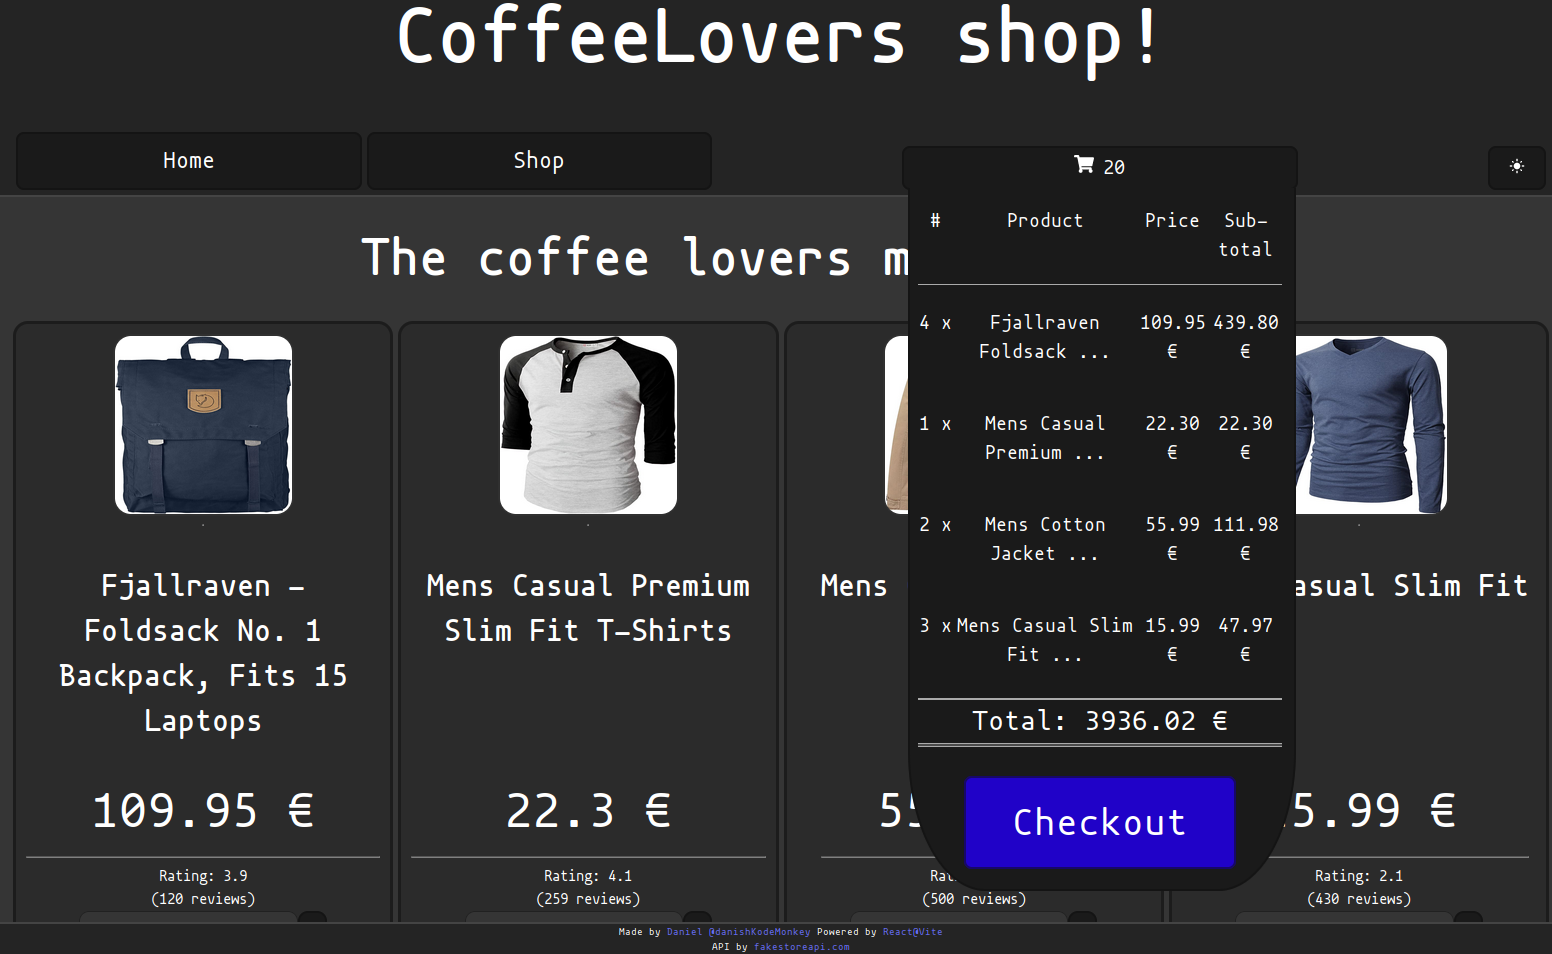 CoffeeLovers shop!
Home
Shop
20
The coffee lovers m
# Product Price Sub-
total
4 x Fjallraven 109.95 439.80
Foldsack ... € €
1 x Mens Casual 22.30 22.30
Premium ... € €
2 x Mens Cotton 55.99 111.98
Jacket ... € €
3 x Mens Casual Slim 15.99 47.97
Fit ... € €
Total: 3936.02 €
Checkout
Fjallraven -
Foldsack No. 1
Backpack, Fits 15
Laptops
109.95 €
Rating: 3.9
(120 reviews)
Mens Casual Premium
Slim Fit T-Shirts
22.3 €
Rating: 4.1
(259 reviews)
Mens
55
Rat
(500 reviews)
asual Slim Fit
5.99 €
Rating: 2.1
(430 reviews)
Made by Daniel @danishKodeMonkey Powered by React@Vite
API by fakestoreapi.com